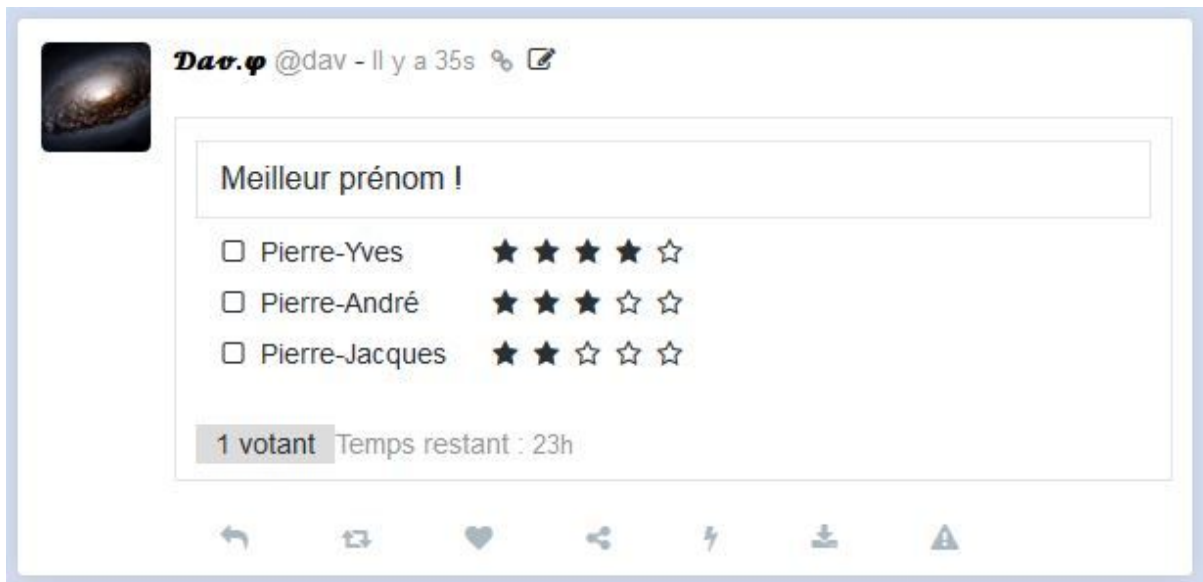 𝓓𝓪𝓿.𝛗 @dav - Il y a 35s
Meilleur prénom !
Pierre-Yves
Pierre-André
Pierre-Jacques
1 votant Temps restant : 23h